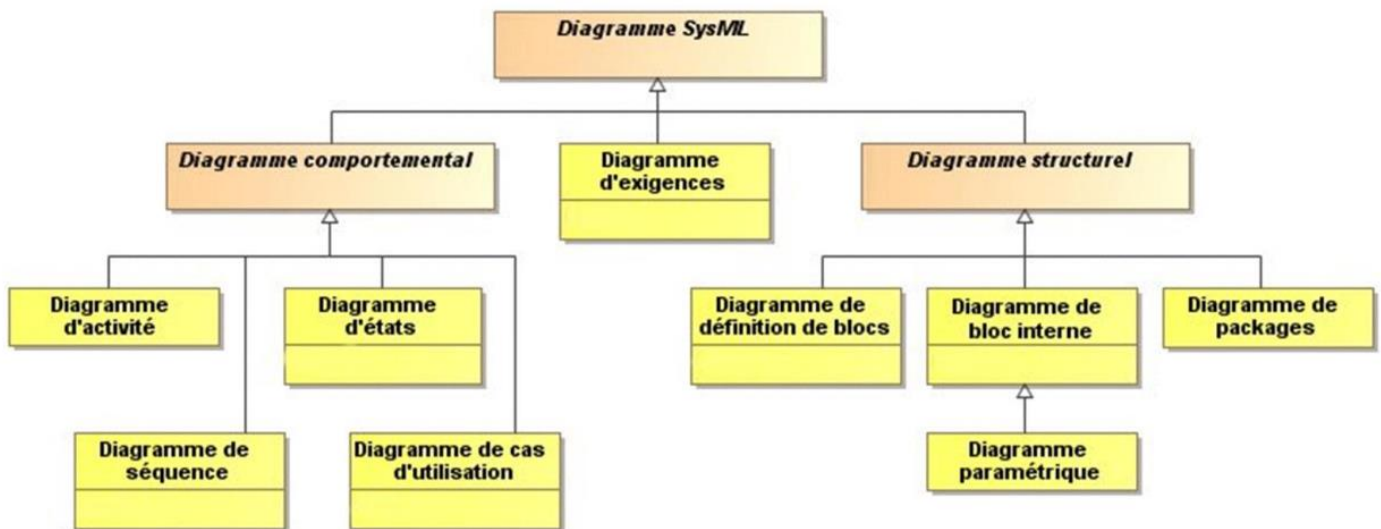 Diagramme SysML
Diagramme comportemental
Diagramme
d'exigences
Diagramme structurel
Diagramme
d'activité
Diagramme
d'états
Diagramme de
définition de blocs
Diagramme de
bloc interne
Diagramme de
packages
Diagramme de
séquence
Diagramme de cas
d'utilisation
Diagramme
paramétrique